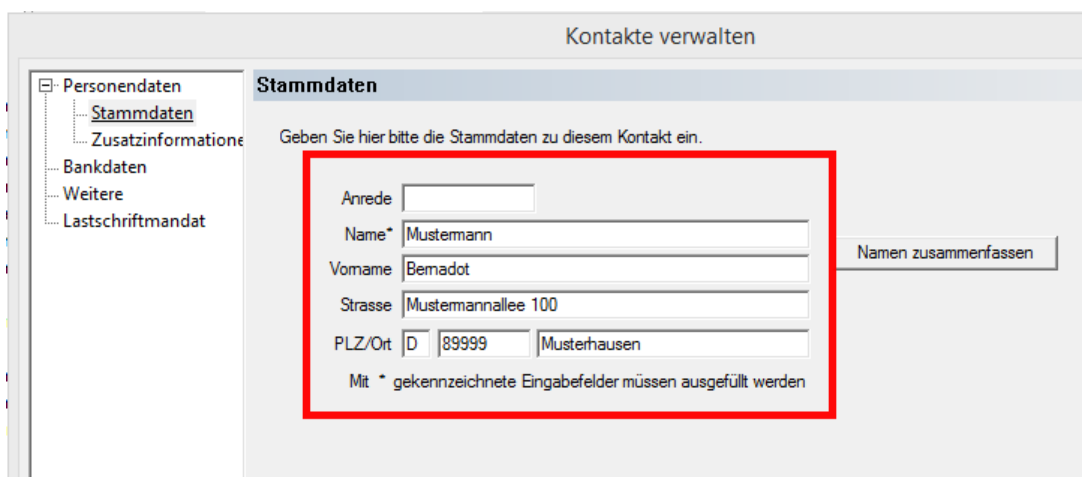 Kontakte verwalten
Personendaten
Stammdaten
Zusatzinformatione
Bankdaten
Weitere
Lastschriftmandat
Stammdaten
Geben Sie hier bitte die Stammdaten zu diesem Kontakt ein.
Anrede
Name* Mustermann
Vorname Bernadot
Strasse Mustermannallee 100
PLZ/Ort D 89999 Musterhausen
Mit * gekennzeichnete Eingabefelder müssen ausgefüllt werden
Namen zusammenfassen